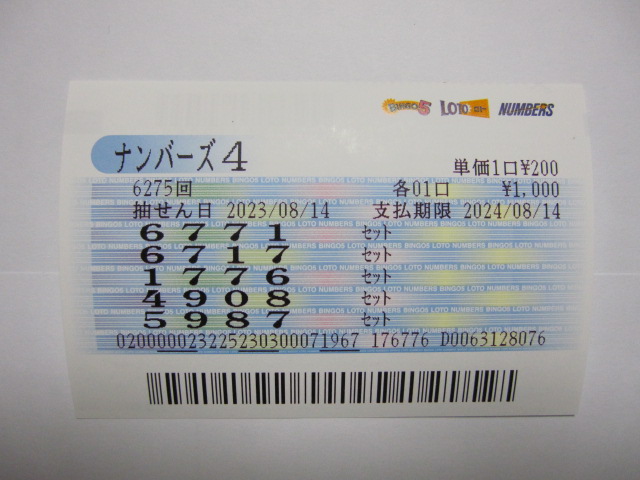 BINGO5 LOTO NUMBERS
ナンバーズ4 単価1口¥200
6275回 各01口 ¥1,000
抽せん日 2023/08/14 支払期限 2024/08/14
6771 セット
6717 セット
1776 セット
4908 セット
5987 セット
02000002322523030007​1967 176776 D0063128076